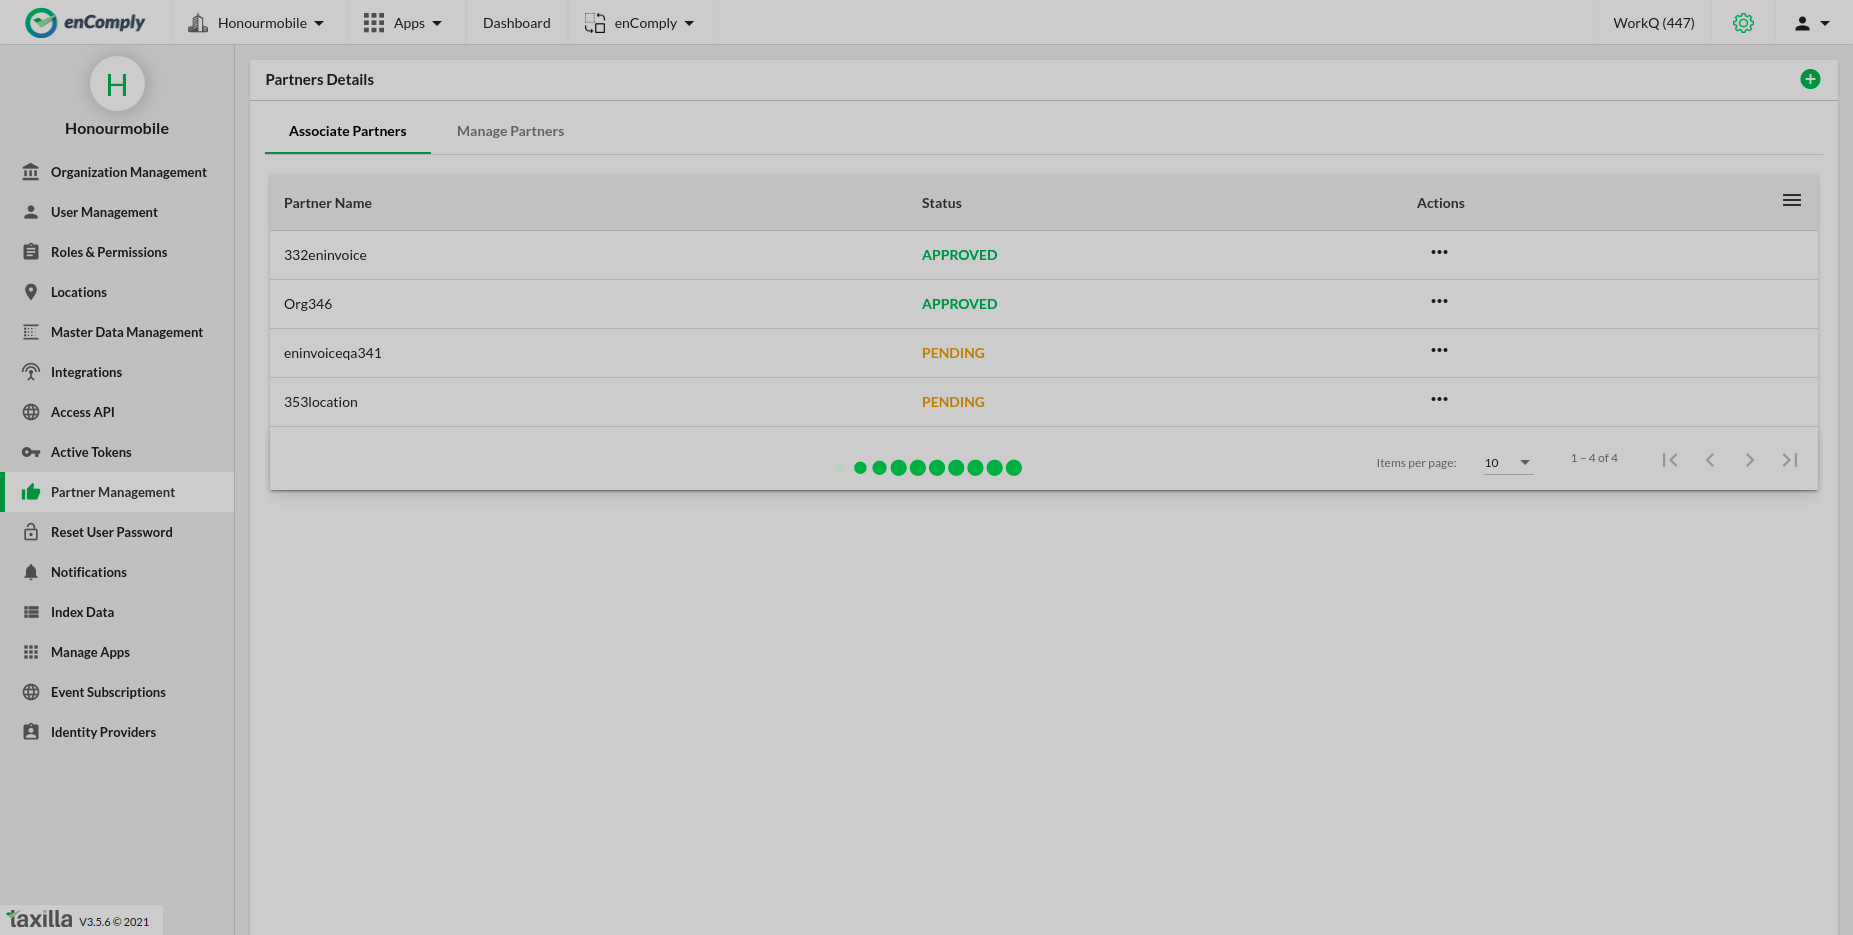 enComply
Honourmobile
Apps
Dashboard
enComply
WorkQ (447)
H
Honourmobile
Organization Management
User Management
Roles & Permissions
Locations
Master Data Management
Integrations
Access API
Active Tokens
Partner Management
Reset User Password
Notifications
Index Data
Manage Apps
Event Subscriptions
Identity Providers
taxilla V3.5.6 © 2021
Partners Details
Associate Partners Manage Partners
Partner Name Status Actions
332eninvoice APPROVED
Org346 APPROVED
eninvoiceqa341 PENDING
353location PENDING
Items per page: 10 1 – 4 of 4